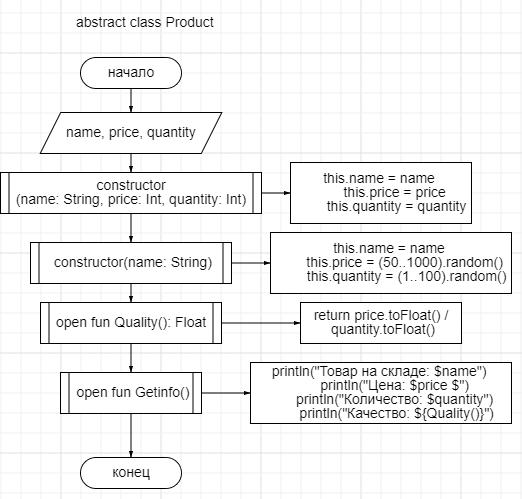 abstract class Product
начало
name, price, quantity
constructor
(name: String, price: Int, quantity: Int)
this.name = name
this.price = price
this.quantity = quantity
constructor(name: String)
this.name = name
this.price = (50..1000).random()
this.quantity = (1..100).random()
open fun Quality(): Float
return price.toFloat() /
quantity.toFloat()
open fun Getinfo()
println("Товар на складе: $name")
println("Цена: $price $")
println("Количество: $quantity")
println("Качество: ${Quality()}")
конец